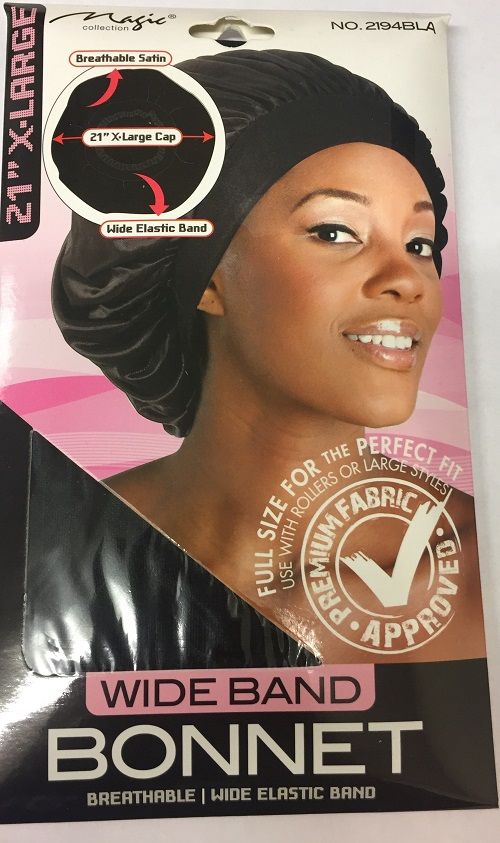 Magic®
collection
NO. 2194BLA
21" X-LARGE
Breathable Satin
21" X-Large Cap
Wide Elastic Band
FULL SIZE FOR THE PERFECT FIT
USE WITH ROLLERS OR LARGE STYLES
PREMIUM FABRIC
• APPROVED •
WIDE BAND
BONNET
BREATHABLE | WIDE ELASTIC BAND